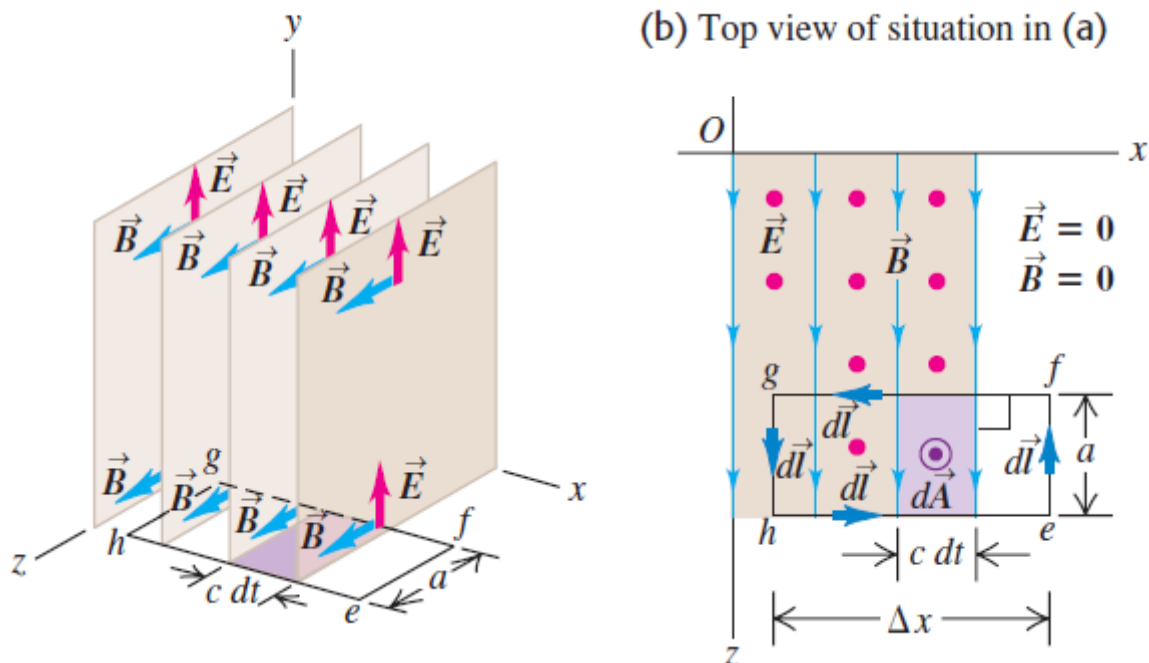 y
E⃗
E⃗
E⃗
E⃗
B⃗
B⃗
B⃗
B⃗
g
E⃗
x
B⃗
B⃗
B⃗
B⃗
f
z
h
a
c dt
e
(b) Top view of situation in (a)
O
x
E⃗
B⃗
E⃗ = 0
B⃗ = 0
g
f
dl⃗
dl⃗
dl⃗
dA⃗
dl⃗
a
h
e
c dt
Δx
z